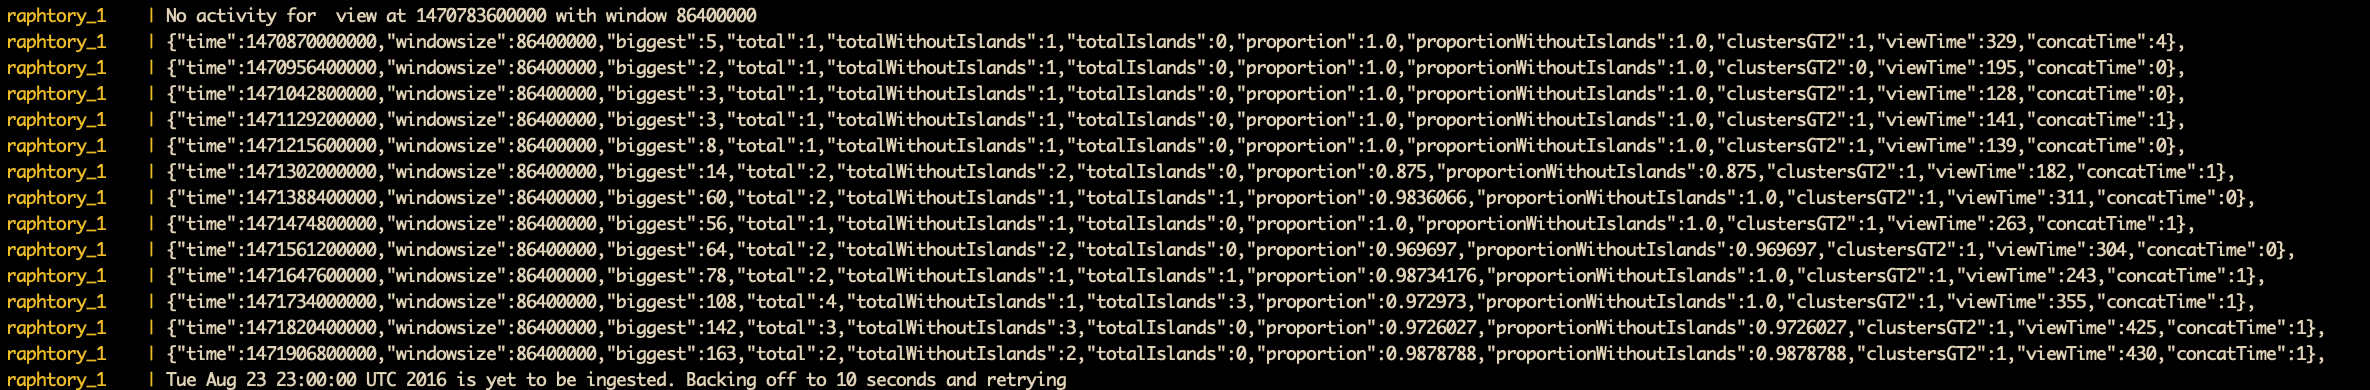 raphtory_1    | No activity for  view at 1470783600000 with window 86400000
raphtory_1    | {"time":1470870000000,"windowsize":86400000,"biggest":5,"total":1,"totalWithoutIslands":1,"totalIslands":0,"proportion":1.0,"proportionWithoutIslands":1.0,"clustersGT2":1,"viewTime":329,"concatTime":4},
raphtory_1    | {"time":1470956400000,"windowsize":86400000,"biggest":2,"total":1,"totalWithoutIslands":1,"totalIslands":0,"proportion":1.0,"proportionWithoutIslands":1.0,"clustersGT2":0,"viewTime":195,"concatTime":0},
raphtory_1    | {"time":1471042800000,"windowsize":86400000,"biggest":3,"total":1,"totalWithoutIslands":1,"totalIslands":0,"proportion":1.0,"proportionWithoutIslands":1.0,"clustersGT2":1,"viewTime":128,"concatTime":0},
raphtory_1    | {"time":1471129200000,"windowsize":86400000,"biggest":3,"total":1,"totalWithoutIslands":1,"totalIslands":0,"proportion":1.0,"proportionWithoutIslands":1.0,"clustersGT2":1,"viewTime":141,"concatTime":1},
raphtory_1    | {"time":1471215600000,"windowsize":86400000,"biggest":8,"total":1,"totalWithoutIslands":1,"totalIslands":0,"proportion":1.0,"proportionWithoutIslands":1.0,"clustersGT2":1,"viewTime":139,"concatTime":0},
raphtory_1    | {"time":1471302000000,"windowsize":86400000,"biggest":14,"total":2,"totalWithoutIslands":2,"totalIslands":0,"proportion":0.875,"proportionWithoutIslands":0.875,"clustersGT2":1,"viewTime":182,"concatTime":1},
raphtory_1    | {"time":1471388400000,"windowsize":86400000,"biggest":60,"total":2,"totalWithoutIslands":1,"totalIslands":1,"proportion":0.9836066,"proportionWithoutIslands":1.0,"clustersGT2":1,"viewTime":311,"concatTime":0},
raphtory_1    | {"time":1471474800000,"windowsize":86400000,"biggest":56,"total":1,"totalWithoutIslands":1,"totalIslands":0,"proportion":1.0,"proportionWithoutIslands":1.0,"clustersGT2":1,"viewTime":263,"concatTime":1},
raphtory_1    | {"time":1471561200000,"windowsize":86400000,"biggest":64,"total":2,"totalWithoutIslands":2,"totalIslands":0,"proportion":0.969697,"proportionWithoutIslands":0.969697,"clustersGT2":1,"viewTime":304,"concatTime":0},
raphtory_1    | {"time":1471647600000,"windowsize":86400000,"biggest":78,"total":2,"totalWithoutIslands":1,"totalIslands":1,"proportion":0.98734176,"proportionWithoutIslands":1.0,"clustersGT2":1,"viewTime":243,"concatTime":1},
raphtory_1    | {"time":1471734000000,"windowsize":86400000,"biggest":108,"total":4,"totalWithoutIslands":1,"totalIslands":3,"proportion":0.972973,"proportionWithoutIslands":1.0,"clustersGT2":1,"viewTime":355,"concatTime":1},
raphtory_1    | {"time":1471820400000,"windowsize":86400000,"biggest":142,"total":3,"totalWithoutIslands":3,"totalIslands":0,"proportion":0.9726027,"proportionWithoutIslands":0.9726027,"clustersGT2":1,"viewTime":425,"concatTime":1},
raphtory_1    | {"time":1471906800000,"windowsize":86400000,"biggest":163,"total":2,"totalWithoutIslands":2,"totalIslands":0,"proportion":0.9878788,"proportionWithoutIslands":0.9878788,"clustersGT2":1,"viewTime":430,"concatTime":1},
raphtory_1    | Tue Aug 23 23:00:00 UTC 2016 is yet to be ingested. Backing off to 10 seconds and retrying